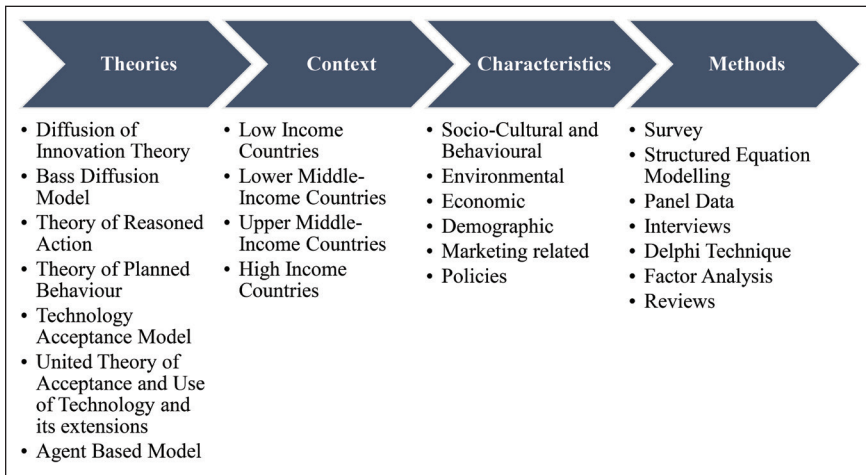 Theories
Context
Characteristics
Methods
• Diffusion of
Innovation Theory
• Bass Diffusion
Model
• Theory of Reasoned
Action
• Theory of Planned
Behaviour
• Technology
Acceptance Model
• United Theory of
Acceptance and Use
of Technology and
its extensions
• Agent Based Model
• Low Income
Countries
• Lower Middle-
Income Countries
• Upper Middle-
Income Countries
• High Income
Countries
• Socio-Cultural and
Behavioural
• Environmental
• Economic
• Demographic
• Marketing related
• Policies
• Survey
• Structured Equation
Modelling
• Panel Data
• Interviews
• Delphi Technique
• Factor Analysis
• Reviews